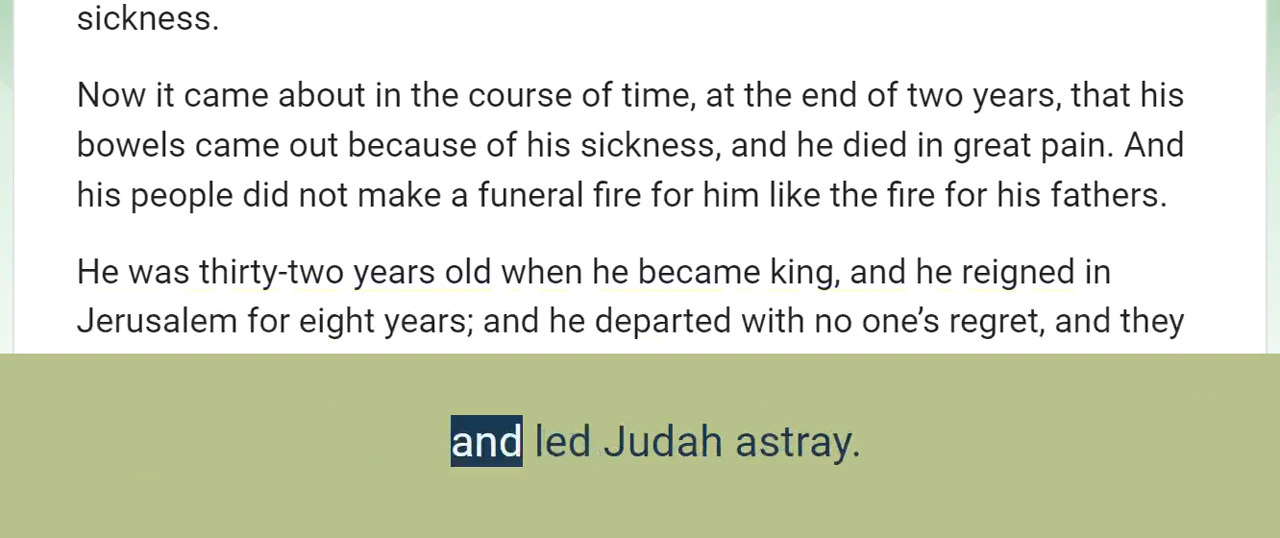 sickness.
Now it came about in the course of time, at the end of two years, that his
bowels came out because of his sickness, and he died in great pain. And
his people did not make a funeral fire for him like the fire for his fathers.
He was thirty-two years old when he became king, and he reigned in
Jerusalem for eight years; and he departed with no one’s regret, and they
and led Judah astray.